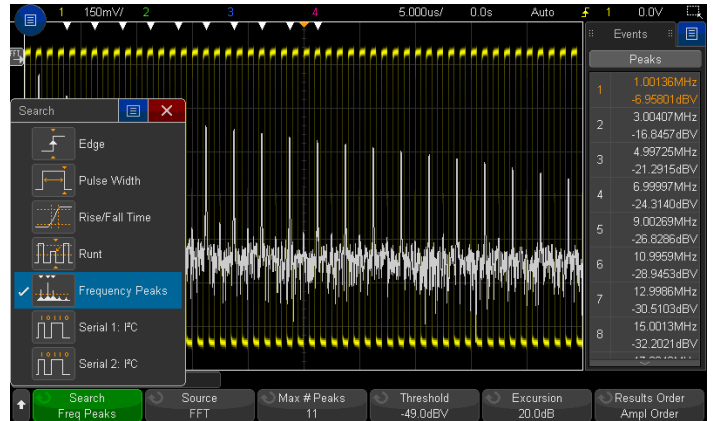 1 150mV/ 2 3 4 5.000us/ 0.0s Auto 1 0.0V
FFT
Events
Peaks
1 1.00136MHz
-6.95801dBV
2 3.00407MHz
-16.8457dBV
3 4.99725MHz
-21.2915dBV
4 6.99997MHz
-24.3140dBV
5 9.00269MHz
-26.8286dBV
6 10.9959MHz
-28.9453dBV
7 12.9986MHz
-30.5103dBV
8 15.0013MHz
-32.2021dBV
Search
Edge
Pulse Width
Rise/Fall Time
Runt
Frequency Peaks
10110
Serial 1: I²C
10110
Serial 2: I²C
Search
Freq Peaks
Source
FFT
Max # Peaks
11
Threshold
-49.0dBV
Excursion
20.0dB
Results Order
Ampl Order